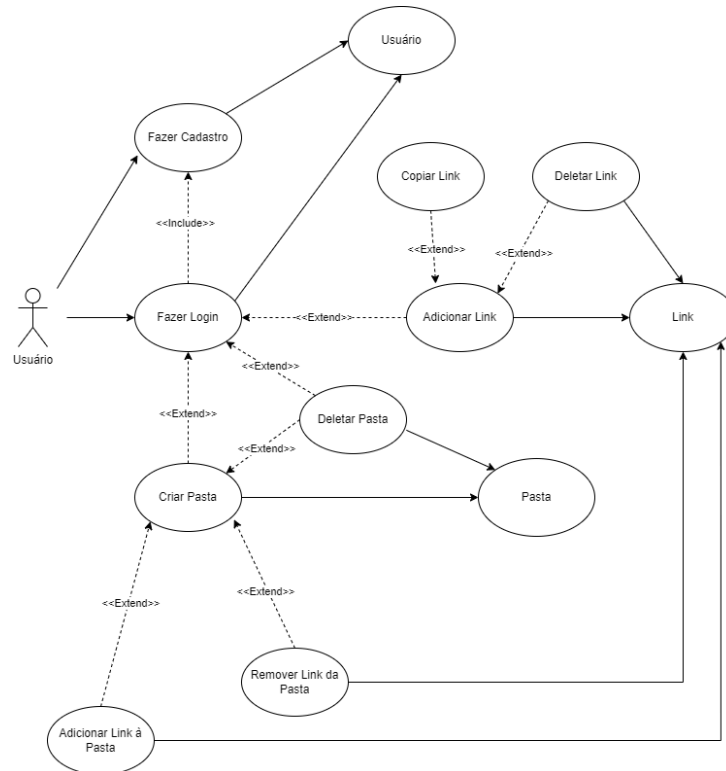 Usuário
Fazer Cadastro
Copiar Link
Deletar Link
<<Include>>
<<Extend>>
<<Extend>>
Usuário
Fazer Login
<<Extend>>
Adicionar Link
Link
<<Extend>>
<<Extend>>
Deletar Pasta
<<Extend>>
Criar Pasta
Pasta
<<Extend>>
<<Extend>>
Remover Link da
Pasta
Adicionar Link à
Pasta